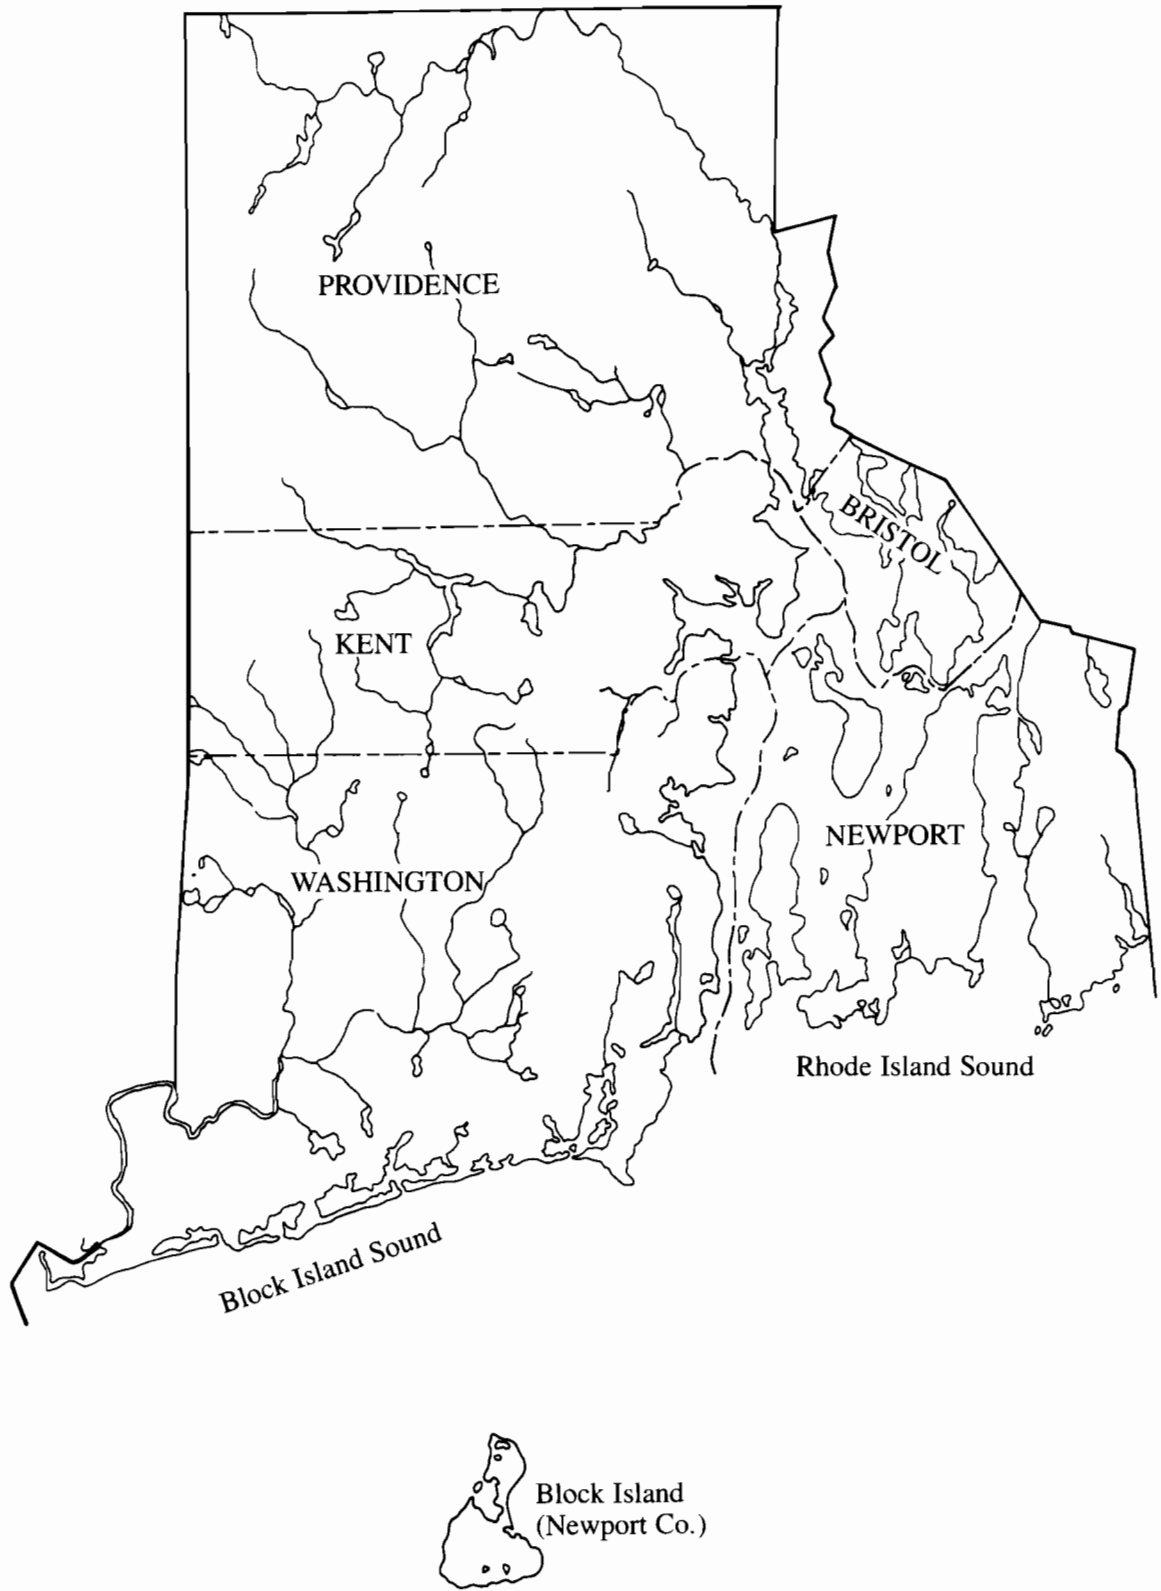 PROVIDENCE
BRISTOL
KENT
NEWPORT
WASHINGTON
Rhode Island Sound
Block Island Sound
Block Island
(Newport Co.)